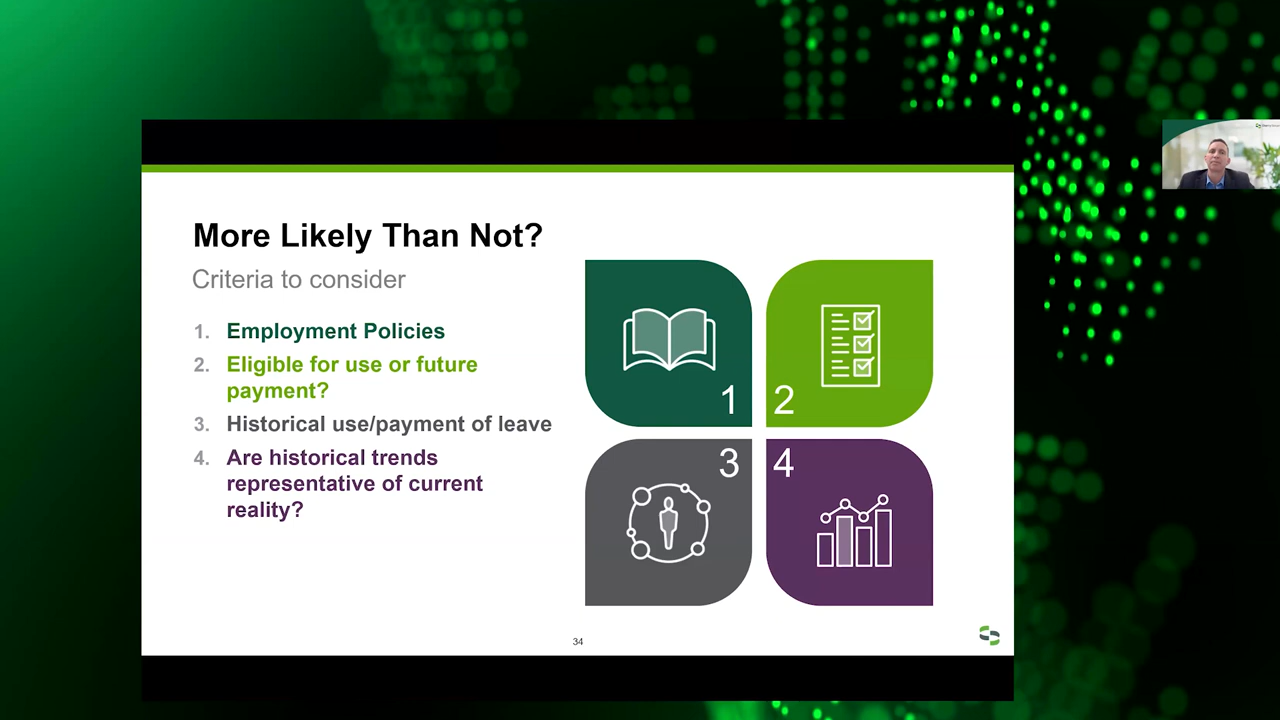 More Likely Than Not?
Criteria to consider
1. Employment Policies
2. Eligible for use or future
payment?
3. Historical use/payment of leave
4. Are historical trends
representative of current
reality?
1
2
3
4
34